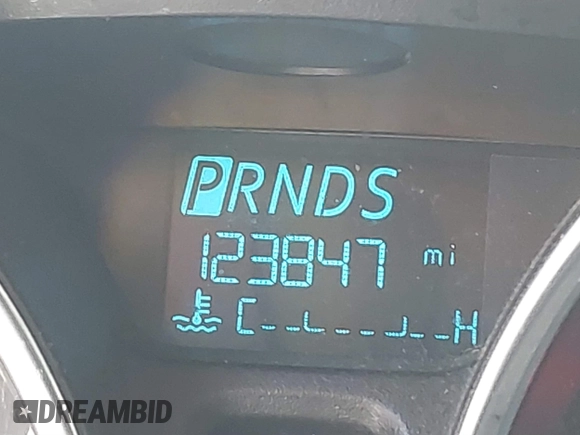 PRNDS
123847 mi
C H
DREAMBID